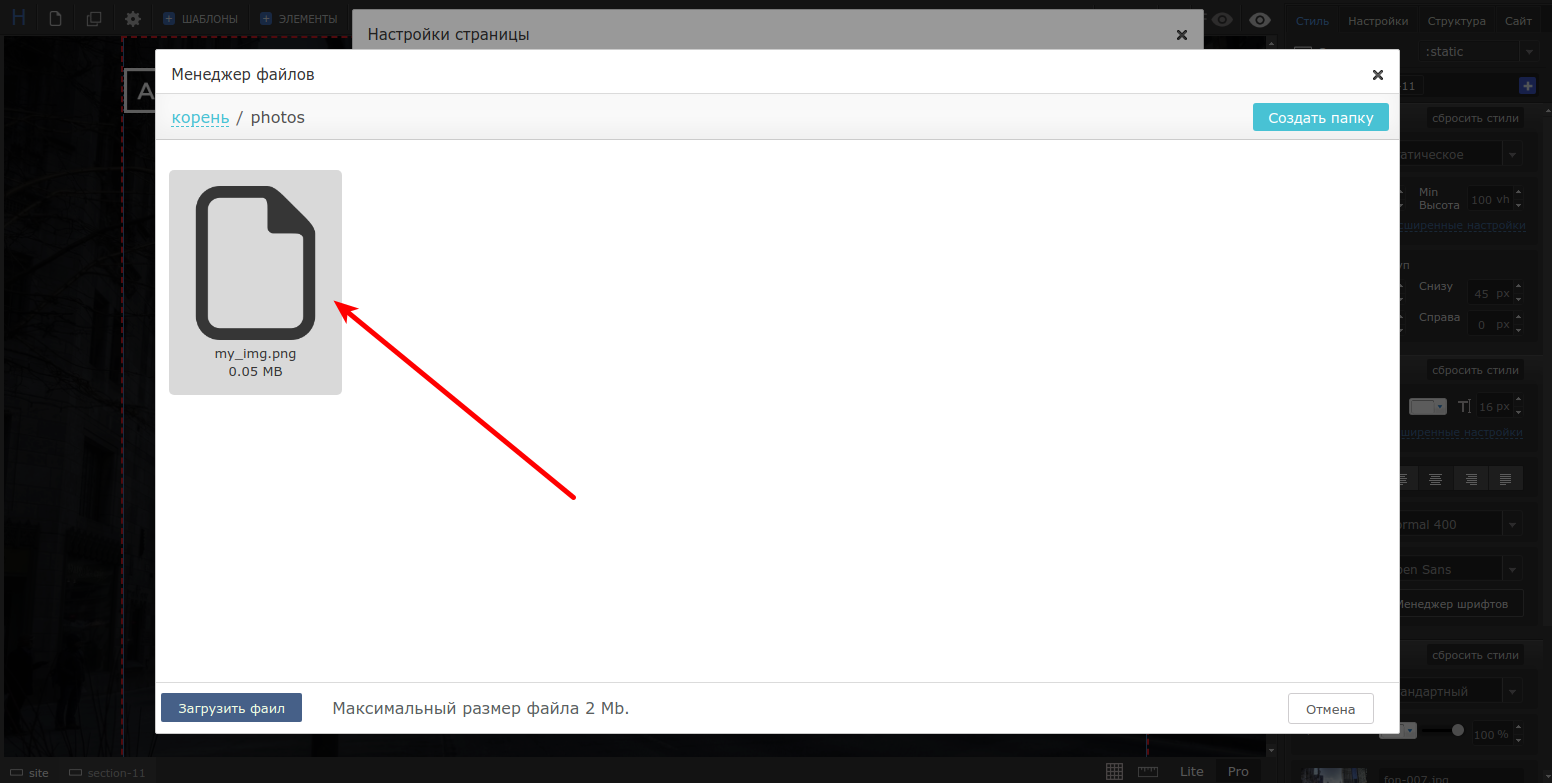 H ШАБЛОНЫ ЭЛЕМЕНТЫ
Стиль Настройки Структура Сайт
Настройки страницы
:static
Менеджер файлов
корень / photos
Создать папку
my_img.png
0.05 MB
Загрузить фаил
Максимальный размер файла 2 Mb.
Отмена
-11
сбросить стили
атическое
Min
Высота
100 vh
сширенные настройки
уп
Снизу
45 px
Справа
0 px
сбросить стили
16 px
сширенные настройки
rmal 400
en Sans
Менеджер шрифтов
сбросить стили
андартный
100 %
fon-007.jpg
site section-11
Lite Pro